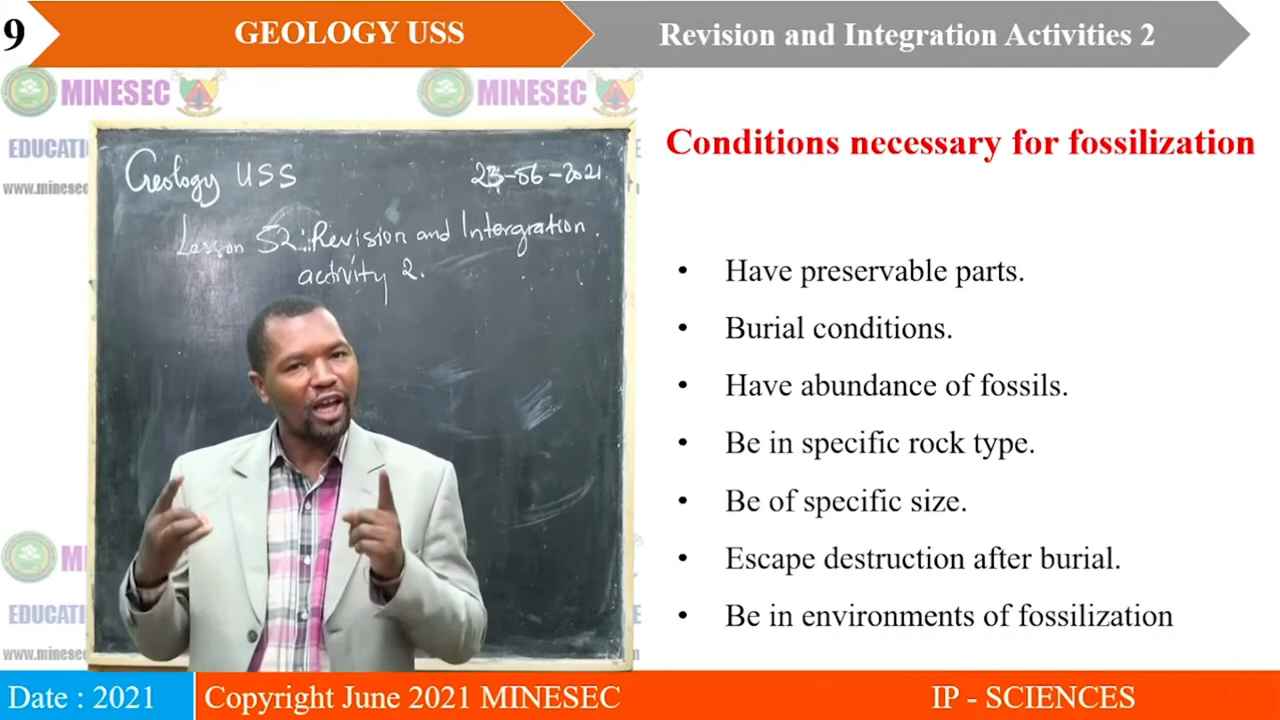 9
GEOLOGY USS
Revision and Integration Activities 2
MINESEC
MINESEC
EDUCATI
www.minesec
Geology USS
23-06-2021
Lesson 52: Revision and Intergration
activity 2.
Conditions necessary for fossilization
• Have preservable parts.
• Burial conditions.
• Have abundance of fossils.
• Be in specific rock type.
• Be of specific size.
• Escape destruction after burial.
• Be in environments of fossilization
EDUCATI
www.minesec
Date : 2021
Copyright June 2021 MINESEC
IP - SCIENCES